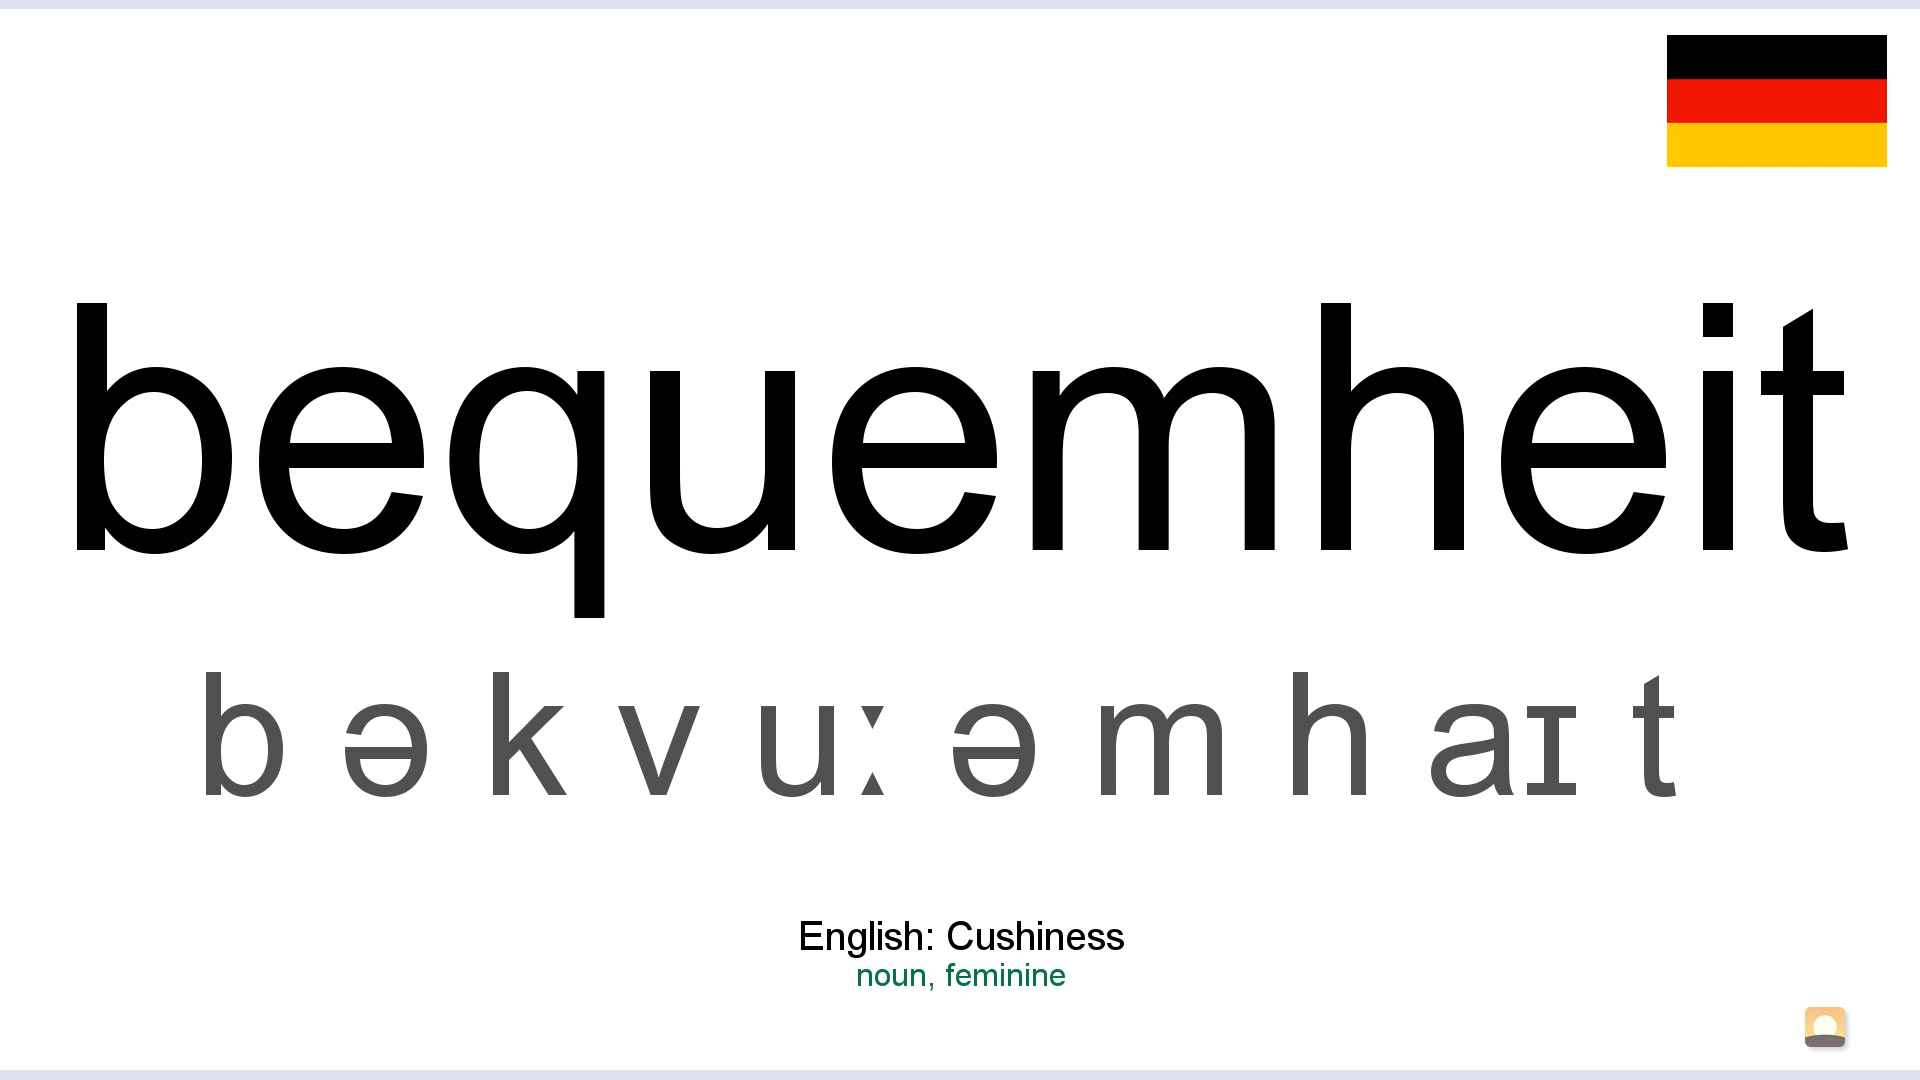 bequemheit
b ə k v uː ə m h aɪ t
English: Cushiness
noun, feminine